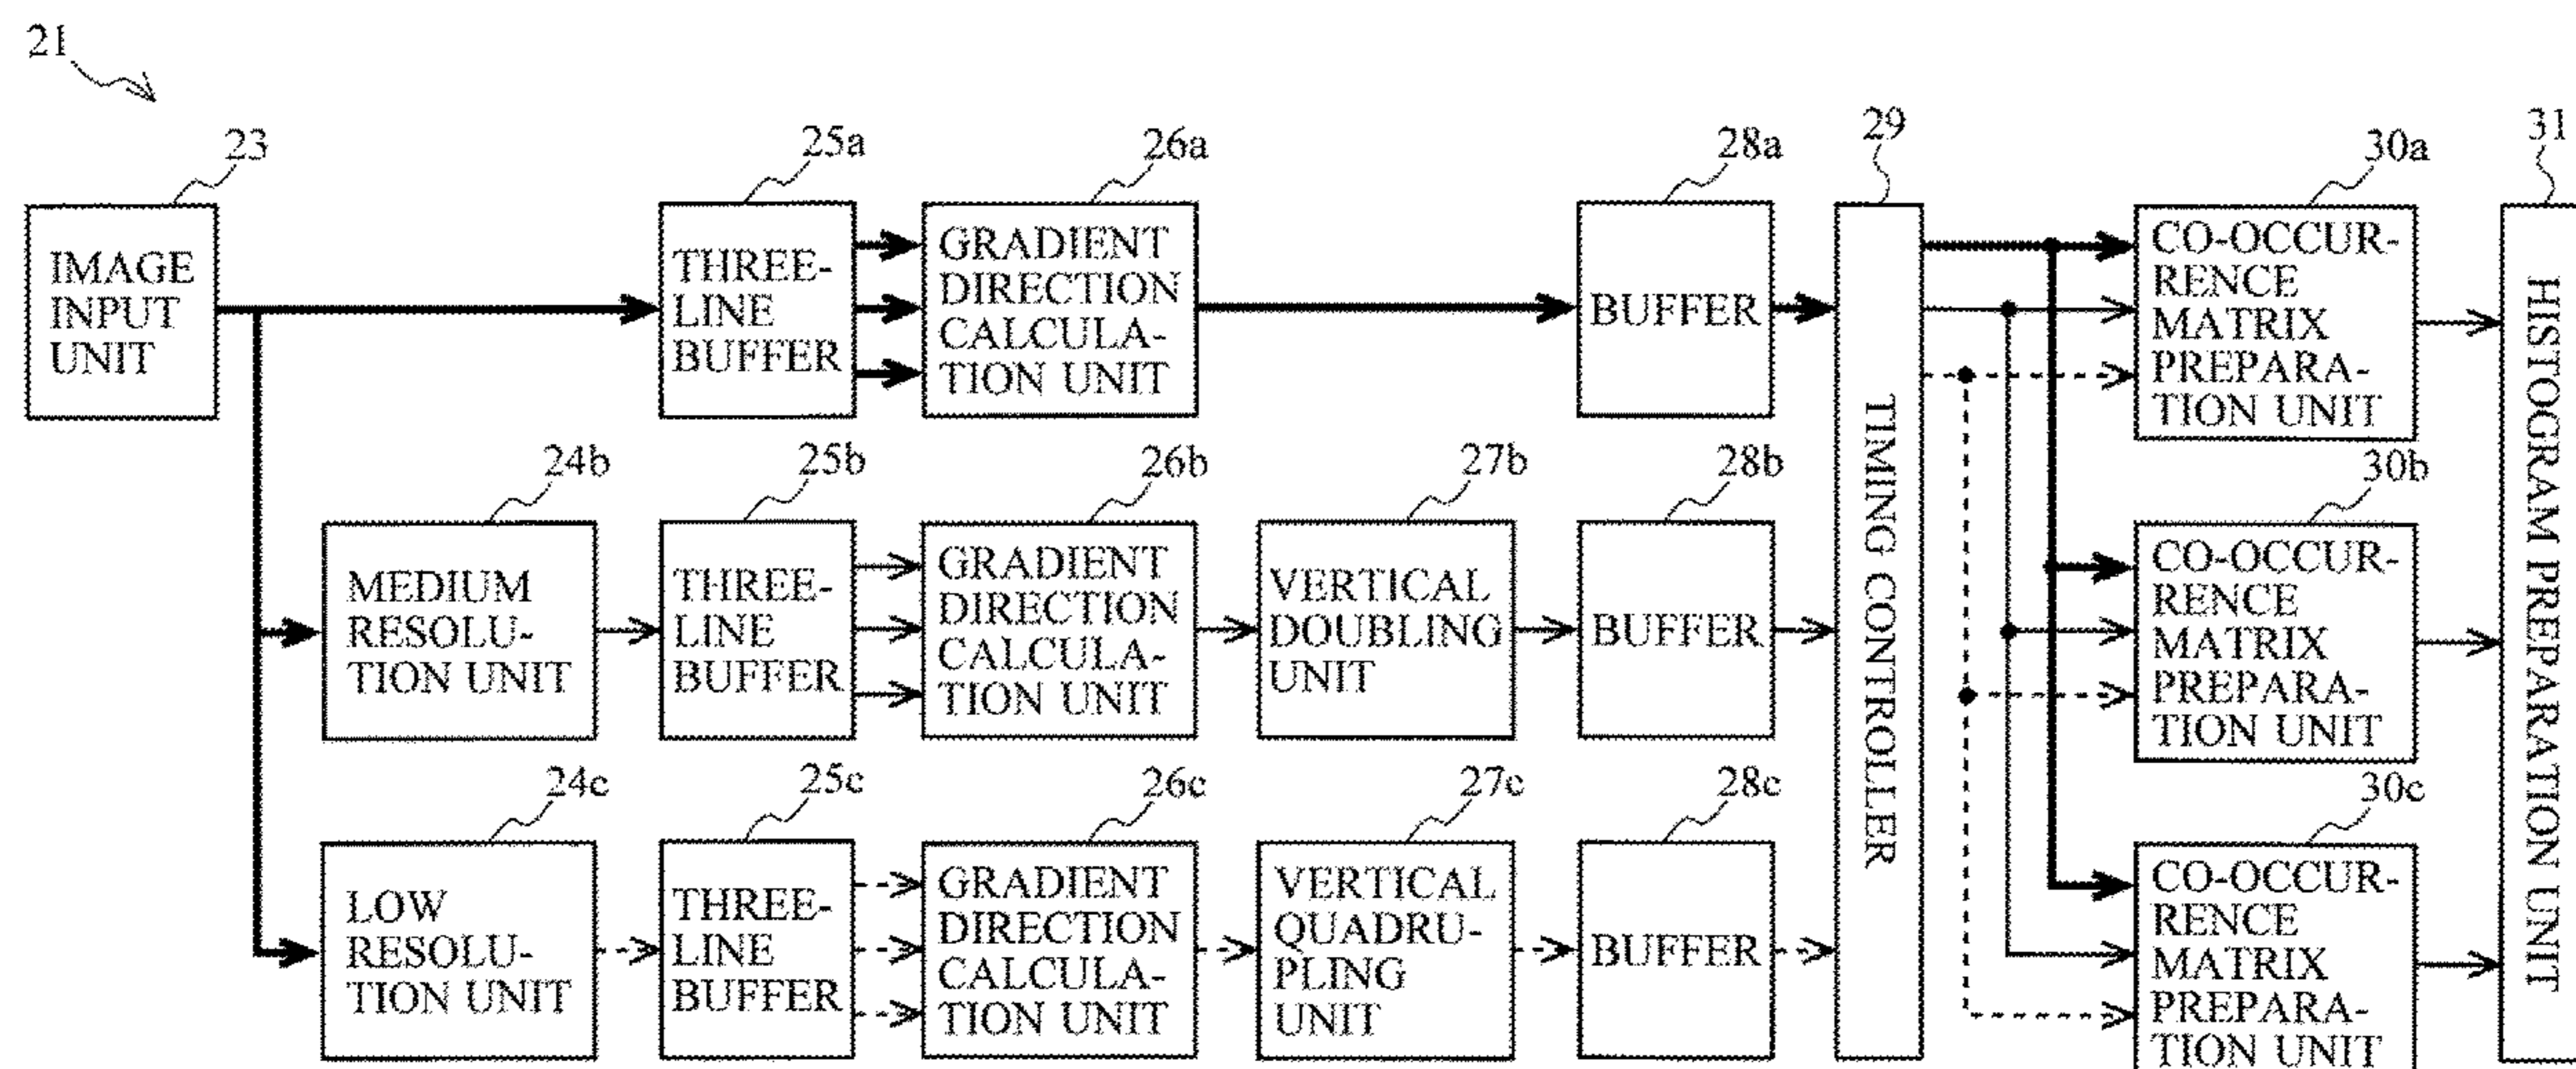 21
23
25a
26a
28a
29
30a
31
IMAGE
INPUT
UNIT
THREE-
LINE
BUFFER
GRADIENT
DIRECTION
CALCULA-
TION UNIT
BUFFER
TIMING CONTROLLER
CO-OCCUR-
RENCE
MATRIX
PREPARA-
TION UNIT
HISTOGRAM PREPARATION UNIT
24b
25b
26b
27b
28b
30b
MEDIUM
RESOLU-
TION UNIT
THREE-
LINE
BUFFER
GRADIENT
DIRECTION
CALCULA-
TION UNIT
VERTICAL
DOUBLING
UNIT
BUFFER
CO-OCCUR-
RENCE
MATRIX
PREPARA-
TION UNIT
24c
25c
26c
27c
28c
30c
LOW
RESOLU-
TION UNIT
THREE-
LINE
BUFFER
GRADIENT
DIRECTION
CALCULA-
TION UNIT
VERTICAL
QUADRU-
PLING
UNIT
BUFFER
CO-OCCUR-
RENCE
MATRIX
PREPARA-
TION UNIT